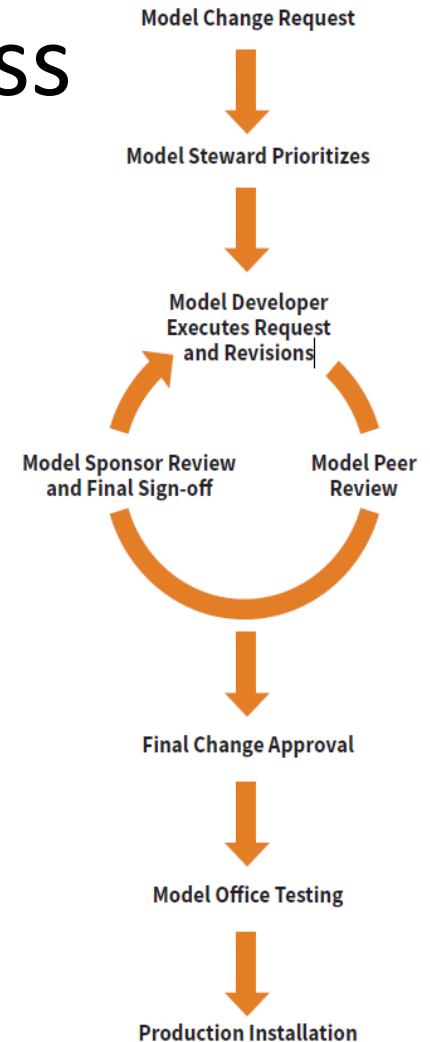 ss
Model Change Request
Model Steward Prioritizes
Model Developer
Executes Request
and Revisions
Model Sponsor Review
and Final Sign-off
Model Peer
Review
Final Change Approval
Model Office Testing
Production Installation